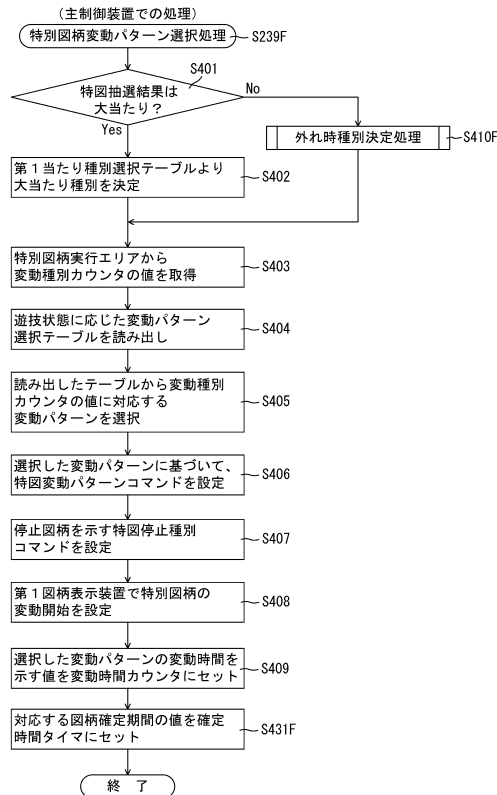 （主制御装置での処理）
特別図柄変動パターン選択処理
S239F
S401
特図抽選結果は
大当たり？
No
Yes
外れ時種別決定処理
S410F
第１当たり種別選択テーブルより
大当たり種別を決定
S402
特別図柄実行エリアから
変動種別カウンタの値を取得
S403
遊技状態に応じた変動パターン
選択テーブルを読み出し
S404
読み出したテーブルから変動種別
カウンタの値に対応する
変動パターンを選択
S405
選択した変動パターンに基づいて、
特図変動パターンコマンドを設定
S406
停止図柄を示す特図停止種別
コマンドを設定
S407
第１図柄表示装置で特別図柄の
変動開始を設定
S408
選択した変動パターンの変動時間を
示す値を変動時間カウンタにセット
S409
対応する図柄確定期間の値を確定
時間タイマにセット
S431F
終 了